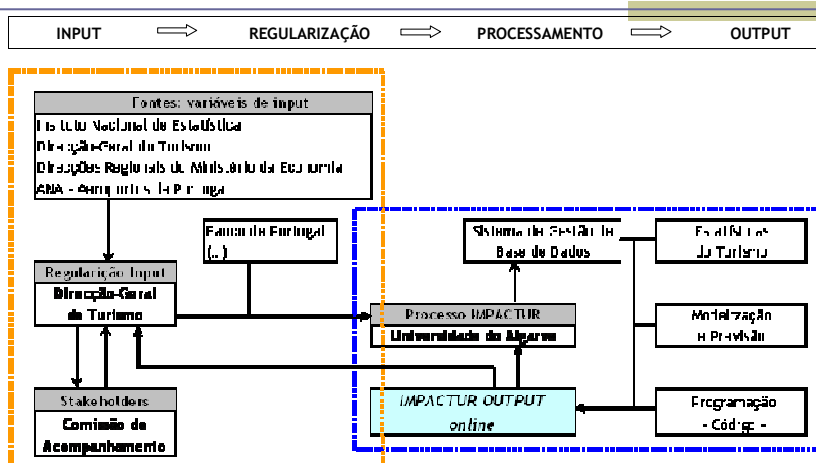 INPUT REGULARIZAÇÃO PROCESSAMENTO OUTPUT
Fontes: variáveis de input
Instituto Nacional de Estatística
Direcção-Geral do Turismo
Direcções Regionais do Ministério da Economia
ANA - Aeroportos de Portugal
Banco de Portugal
(...)
Sistema de Gestão de
Base de Dados
Estatísticas
do Turismo
Regularição Input
Direcção-Geral
de Turismo
Processo IMPACTUR
Universidade do Algarve
Modelização
e Previsão
Stakeholders
Comissão de
Acompanhamento
IMPACTUR OUTPUT
online
Programação
- Código -